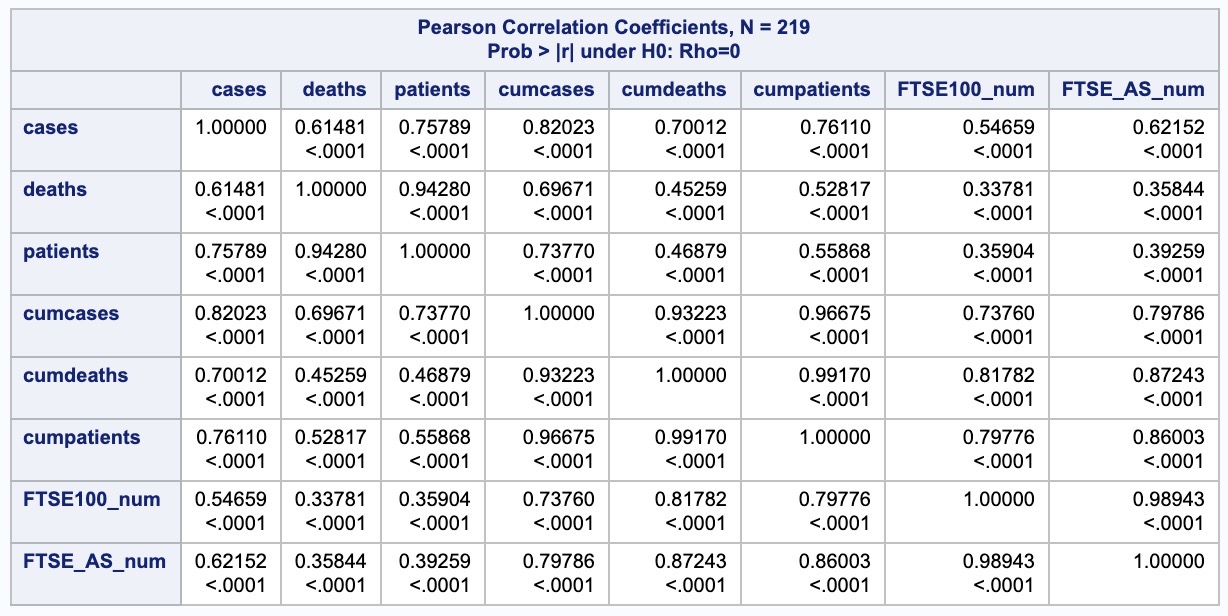 Pearson Correlation Coefficients, N = 219
Prob > |r| under H0: Rho=0
cases deaths patients cumcases cumdeaths cumpatients FTSE100_num FTSE_AS_num
cases 1.00000 0.61481 0.75789 0.82023 0.70012 0.76110 0.54659 0.62152
<.0001 <.0001 <.0001 <.0001 <.0001 <.0001 <.0001
deaths 0.61481 1.00000 0.94280 0.69671 0.45259 0.52817 0.33781 0.35844
<.0001 <.0001 <.0001 <.0001 <.0001 <.0001 <.0001
patients 0.75789 0.94280 1.00000 0.73770 0.46879 0.55868 0.35904 0.39259
<.0001 <.0001 <.0001 <.0001 <.0001 <.0001 <.0001
cumcases 0.82023 0.69671 0.73770 1.00000 0.93223 0.96675 0.73760 0.79786
<.0001 <.0001 <.0001 <.0001 <.0001 <.0001 <.0001
cumdeaths 0.70012 0.45259 0.46879 0.93223 1.00000 0.99170 0.81782 0.87243
<.0001 <.0001 <.0001 <.0001 <.0001 <.0001 <.0001
cumpatients 0.76110 0.52817 0.55868 0.96675 0.99170 1.00000 0.79776 0.86003
<.0001 <.0001 <.0001 <.0001 <.0001 <.0001 <.0001
FTSE100_num 0.54659 0.33781 0.35904 0.73760 0.81782 0.79776 1.00000 0.98943
<.0001 <.0001 <.0001 <.0001 <.0001 <.0001 <.0001
FTSE_AS_num 0.62152 0.35844 0.39259 0.79786 0.87243 0.86003 0.98943 1.00000
<.0001 <.0001 <.0001 <.0001 <.0001 <.0001 <.0001